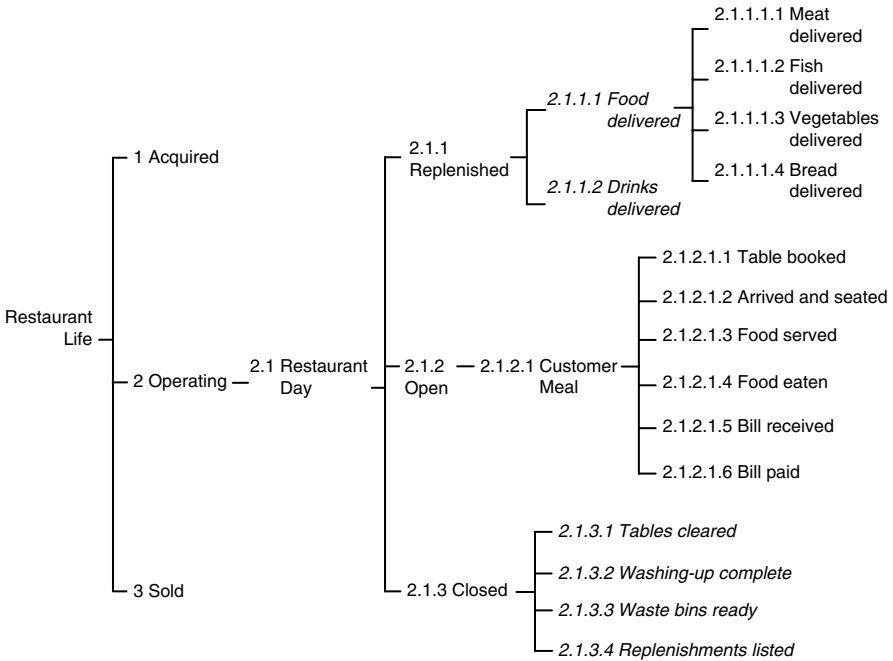 Restaurant
Life
1 Acquired
2 Operating
3 Sold
2.1 Restaurant
Day
2.1.1
Replenished
2.1.1.1 Food
delivered
2.1.1.1.1 Meat
delivered
2.1.1.1.2 Fish
delivered
2.1.1.1.3 Vegetables
delivered
2.1.1.1.4 Bread
delivered
2.1.1.2 Drinks
delivered
2.1.2
Open
2.1.2.1 Customer
Meal
2.1.2.1.1 Table booked
2.1.2.1.2 Arrived and seated
2.1.2.1.3 Food served
2.1.2.1.4 Food eaten
2.1.2.1.5 Bill received
2.1.2.1.6 Bill paid
2.1.3 Closed
2.1.3.1 Tables cleared
2.1.3.2 Washing-up complete
2.1.3.3 Waste bins ready
2.1.3.4 Replenishments listed